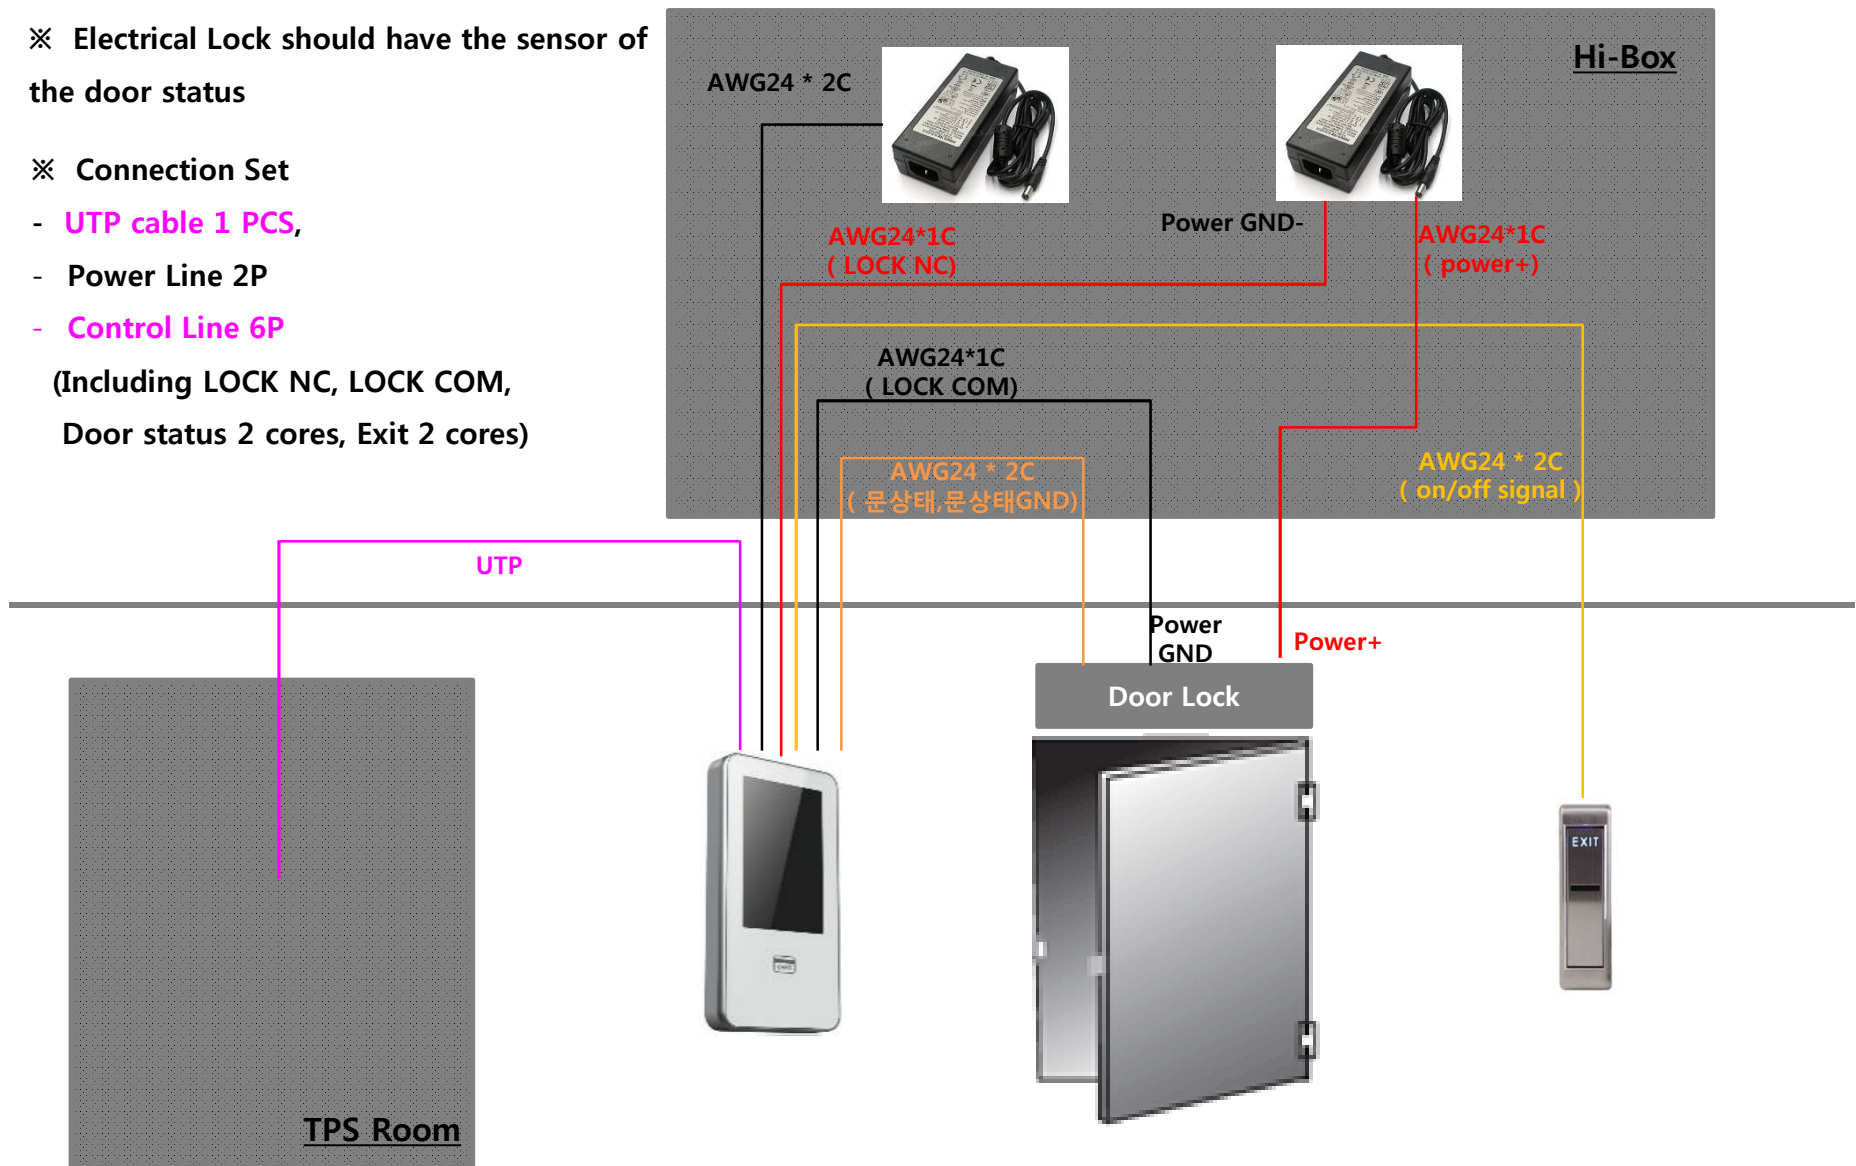 ※ Electrical Lock should have the sensor of
the door status
※ Connection Set
- UTP cable 1 PCS,
- Power Line 2P
- Control Line 6P
(Including LOCK NC, LOCK COM,
Door status 2 cores, Exit 2 cores)
Hi-Box
AWG24 * 2C
Power GND-
AWG24*1C
( LOCK NC)
AWG24*1C
( power+)
AWG24*1C
( LOCK COM)
AWG24 * 2C
( 문상태,문상태GND)
AWG24 * 2C
( on/off signal )
UTP
Power
GND
Power+
Door Lock
EXIT
TPS Room